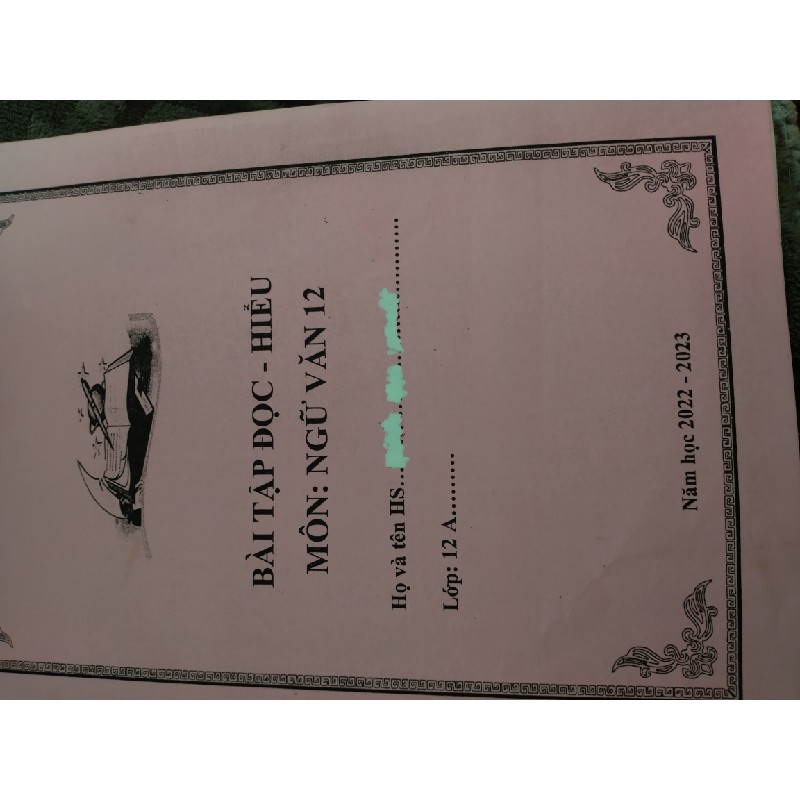 BÀI TẬP ĐỌC - HIỂU
MÔN: NGỮ VĂN 12
Họ và tên HS..............................
Lớp: 12 A.........
Năm học 2022 - 2023